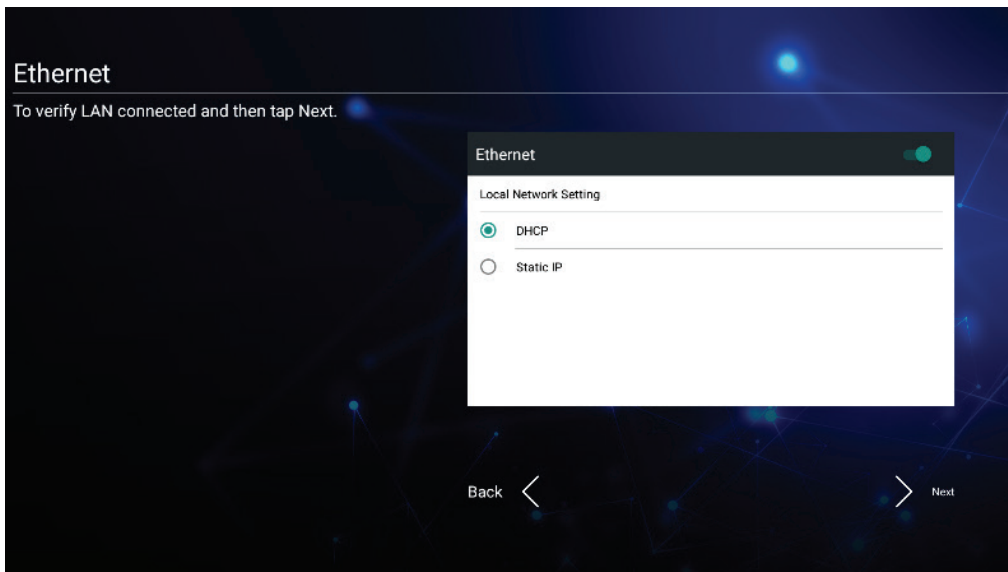 Ethernet
To verify LAN connected and then tap Next.
Ethernet
Local Network Setting
DHCP
Static IP
Back
Next